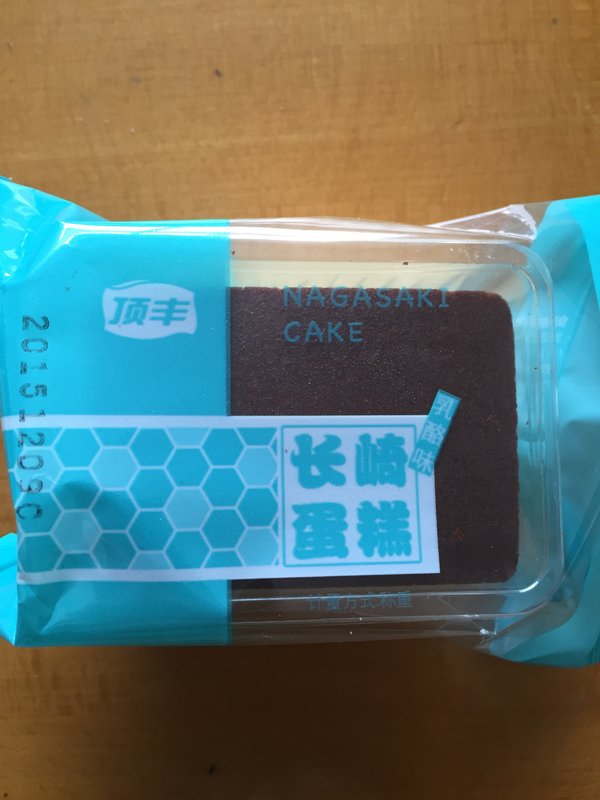 顶丰
NAGASAKI
CAKE
20151209C
乳酪味
长崎
蛋糕
计量方式称重